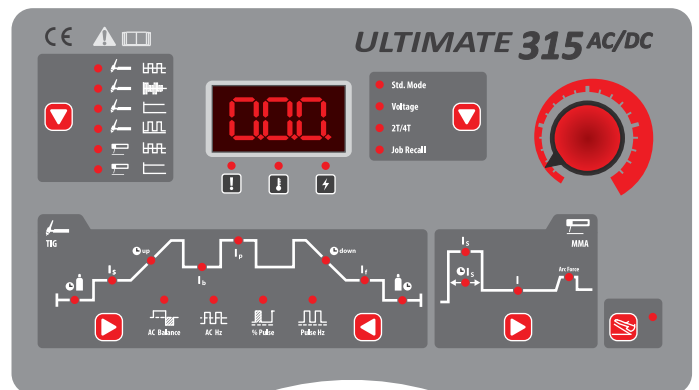 CE
ULTIMATE 315 AC/DC
Std. Mode
Voltage
2T/4T
Job Recall
0.0.0.
!
TIG
up
down
Is
Ib
Ip
If
AC Balance
AC Hz
% Pulse
Pulse Hz
MMA
Is
Is
I
Arc Force